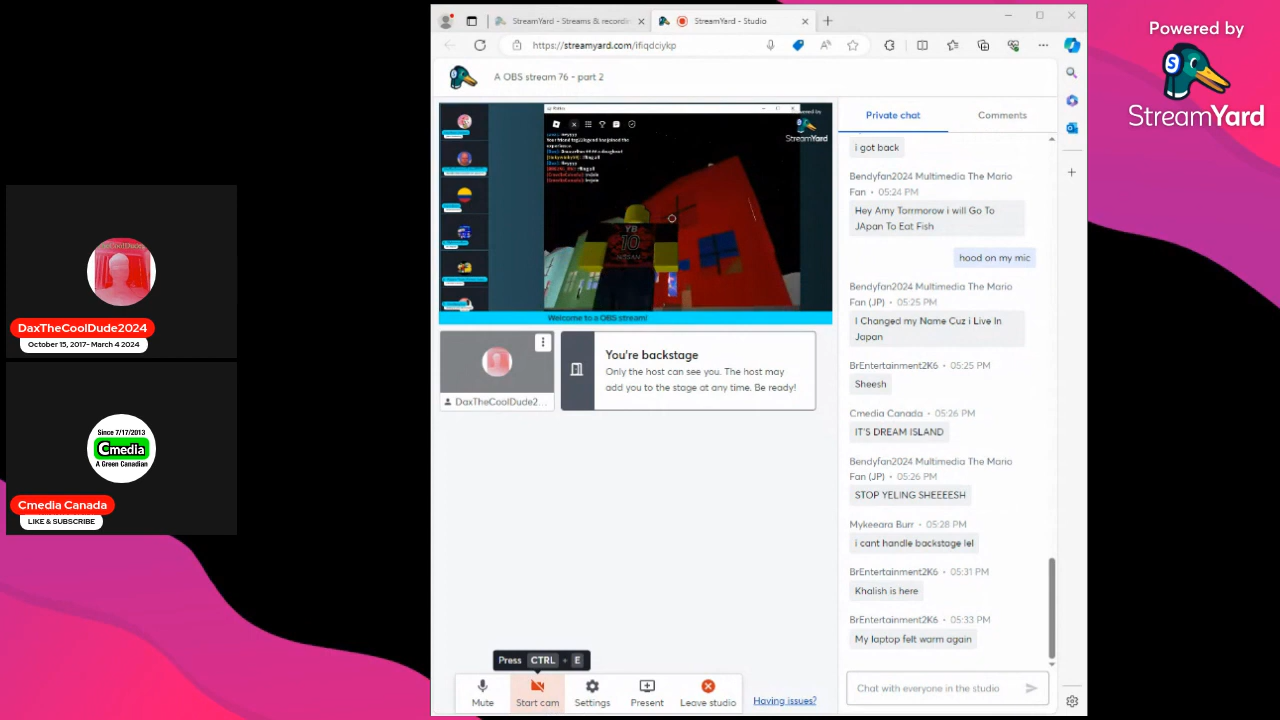 StreamYard - Streams & recordin
StreamYard - Studio
https://streamyard.com/ifiqdciykp
A OBS stream 76 - part 2
Powered by
StreamYard
StreamYard
YB
10
Welcome to a OBS stream!
DaxTheCoolDude2...
You're backstage
Only the host can see you. The host may
add you to the stage at any time. Be ready!
DaxTheCoolDude2024
October 15, 2017- March 4 2024
Since 7/17/2013
Cmedia
A Green Canadian
Cmedia Canada
LIKE & SUBSCRIBE
Private chat
Comments
i got back
Bendyfan2024 Multimedia The Mario
Fan • 05:24 PM
Hey Amy Torrmorow i will Go To
JApan To Eat Fish
hood on my mic
Bendyfan2024 Multimedia The Mario
Fan (JP) • 05:25 PM
I Changed my Name Cuz i Live In
Japan
BrEntertainment2K6 • 05:25 PM
Sheesh
Cmedia Canada • 05:26 PM
IT'S DREAM ISLAND
Bendyfan2024 Multimedia The Mario
Fan (JP) • 05:26 PM
STOP YELING SHEEEESH
Mykeeara Burr • 05:28 PM
i cant handle backstage lel
BrEntertainment2K6 • 05:31 PM
Khalish is here
BrEntertainment2K6 • 05:33 PM
My laptop felt warm again
Chat with everyone in the studio
Press CTRL + E
Mute
Start cam
Settings
Present
Leave studio
Having issues?